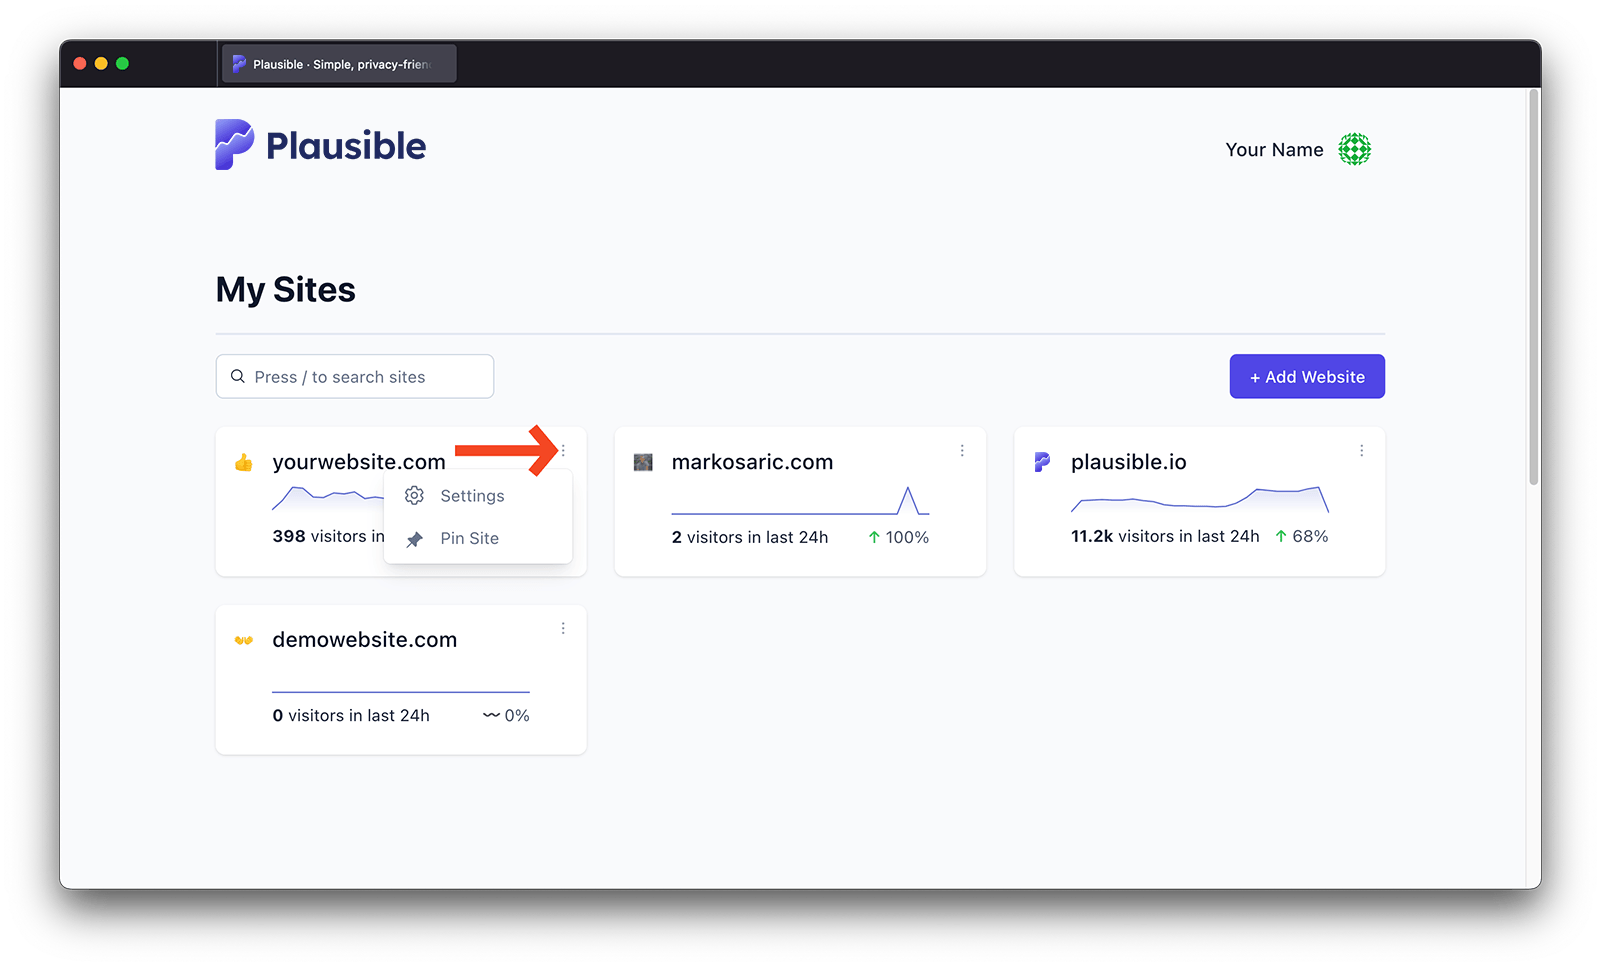 Plausible · Simple, privacy-frien
Plausible
Your Name
My Sites
Press / to search sites
+ Add Website
yourwebsite.com
398 visitors in
Settings
Pin Site
markosaric.com
2 visitors in last 24h
100%
plausible.io
11.2k visitors in last 24h
68%
demowebsite.com
0 visitors in last 24h
0%